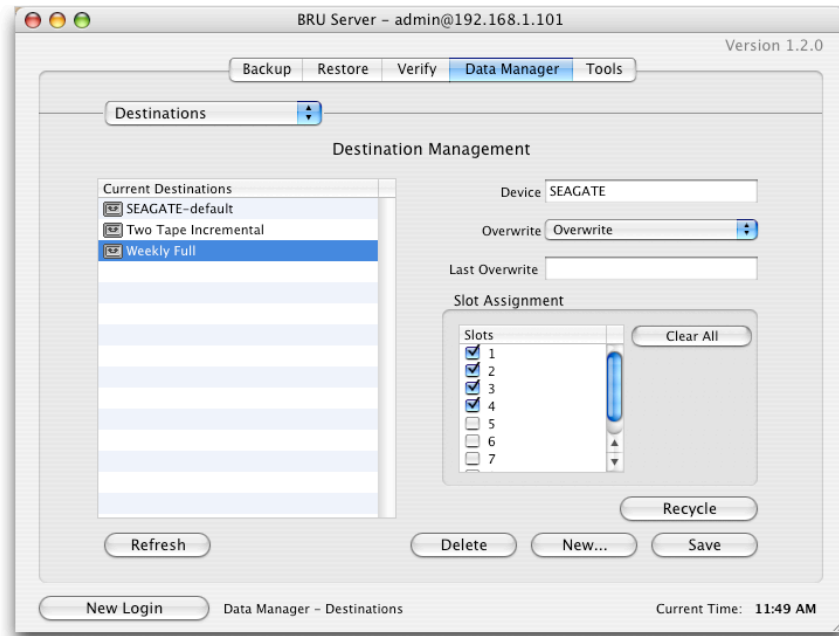 BRU Server – admin@192.168.1.101
Version 1.2.0
Backup Restore Verify Data Manager Tools
Destinations
Destination Management
Current Destinations
SEAGATE-default
Two Tape Incremental
Weekly Full
Device SEAGATE
Overwrite Overwrite
Last Overwrite
Slot Assignment
Slots
1
2
3
4
5
6
7
Clear All
Recycle
Refresh
Delete New... Save
New Login Data Manager – Destinations Current Time: 11:49 AM